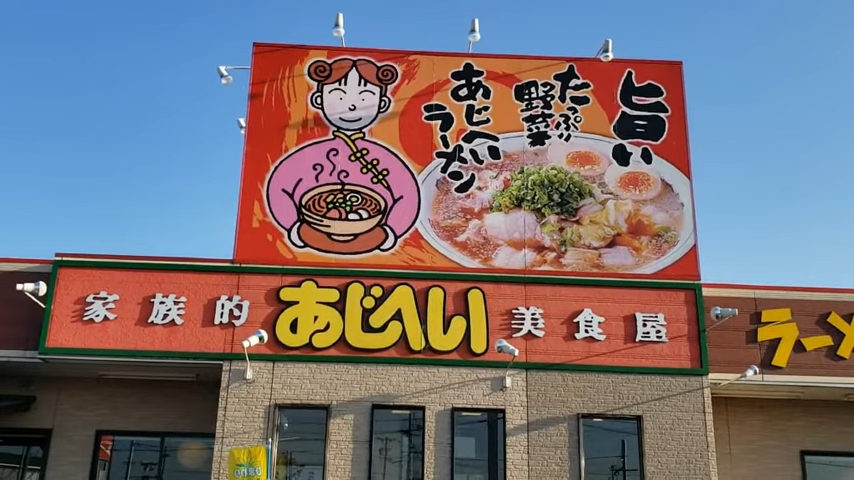 旨い
たっぷり
野菜
あじへい
ラーメン
家族的 あじへい 美食屋
ラーメ